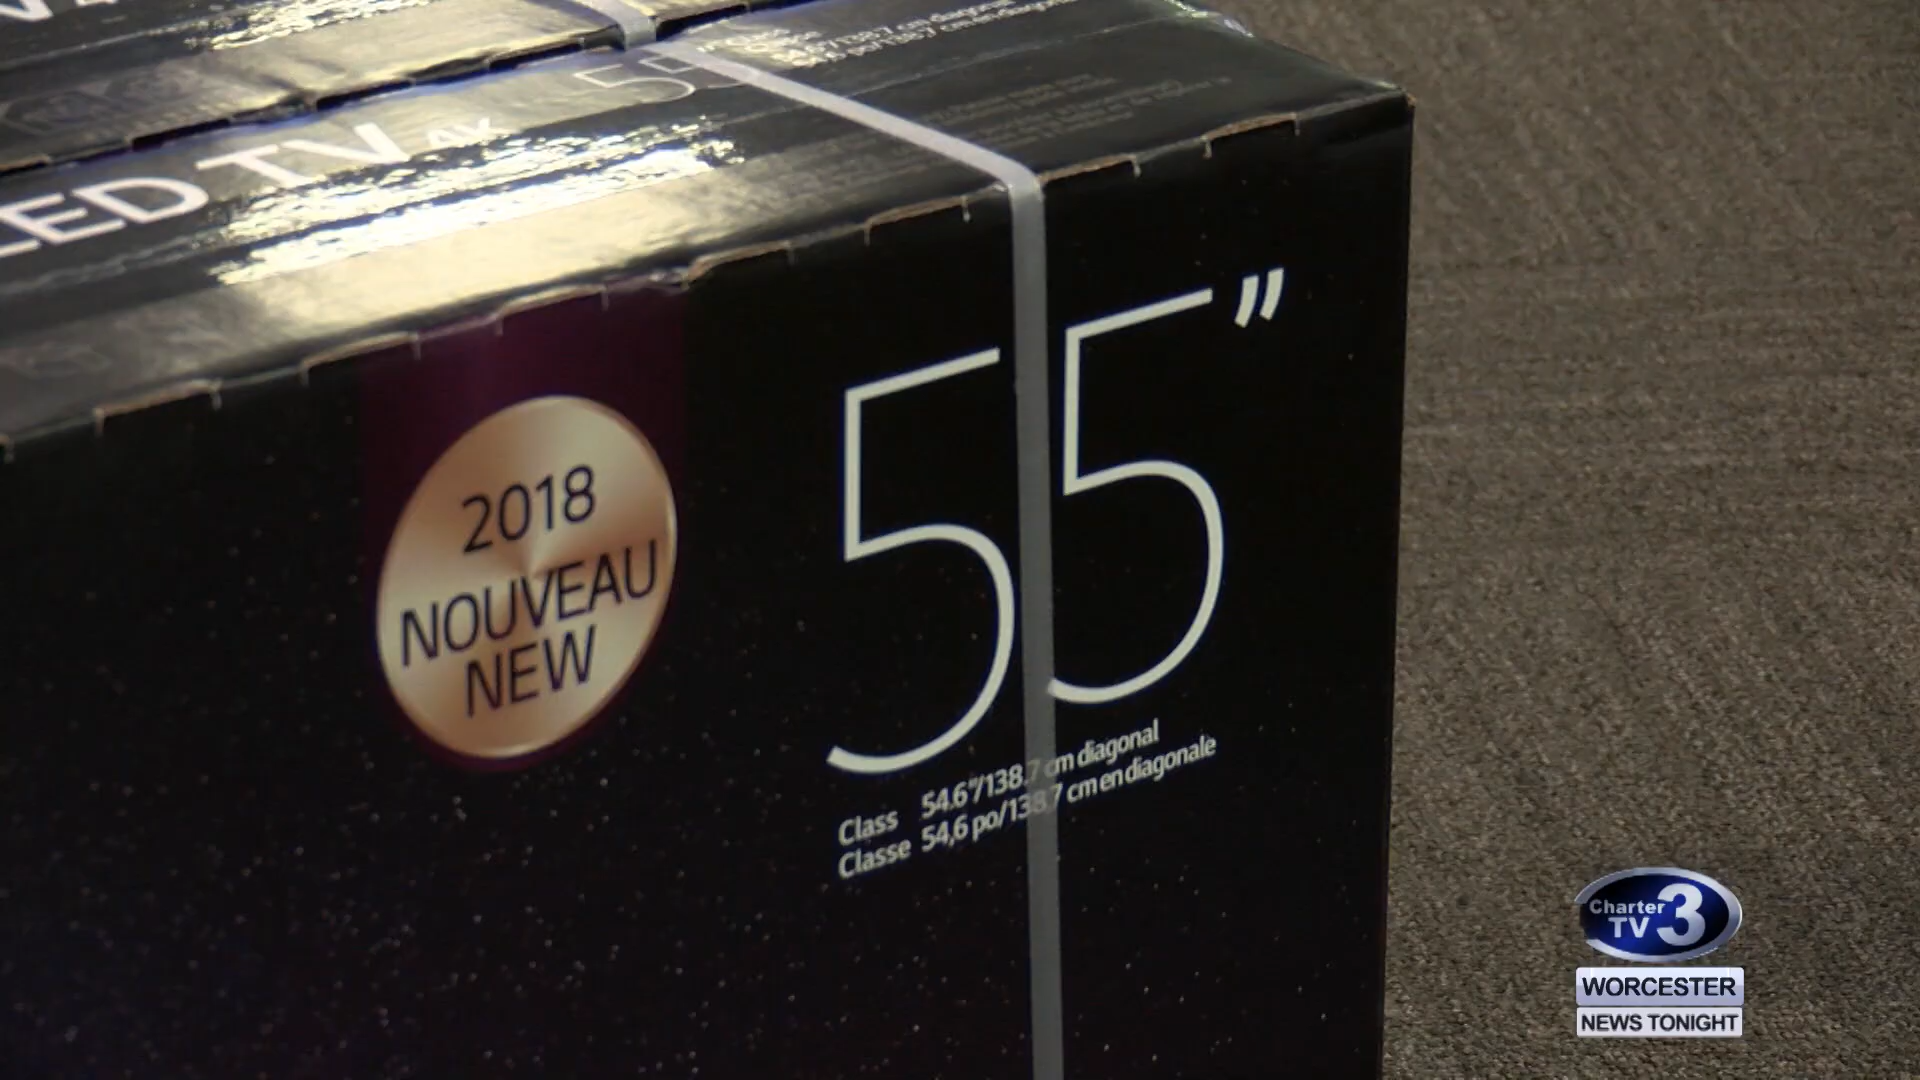 LED TV 4K
55
2018
NOUVEAU
NEW
55”
Class 54.6"/138.7 cm diagonal
Classe 54,6 po/138,7 cm en diagonale
Charter
TV 3
WORCESTER
NEWS TONIGHT